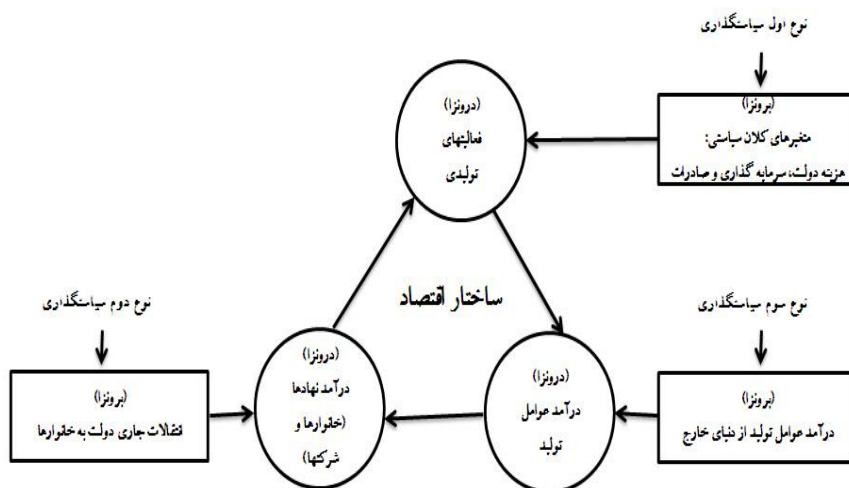 نوع اول سیاستگذاری
(برونزا)
متغیرهای کلان سیاستی:
هزینه دولت، سرمایه گذاری و صادرات
(درونزا)
فعالیتهای
تولیدی
ساختار اقتصاد
نوع دوم سیاستگذاری
نوع سوم سیاستگذاری
(برونزا)
درآمد عوامل تولید از دنیای خارج
(درونزا)
درآمد عوامل
تولید
(درونزا)
درآمد نهادها
(خانوارها و
شرکتها)
(برونزا)
انتقالات جاری دولت به خانوارها